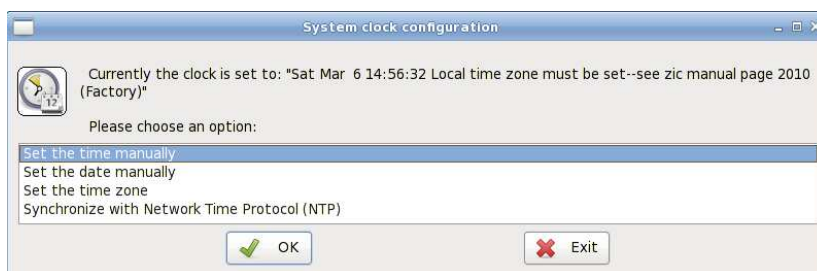 System clock configuration
Currently the clock is set to: "Sat Mar 6 14:56:32 Local time zone must be set--see zic manual page 2010
(Factory)"
Please choose an option:
Set the time manually
Set the date manually
Set the time zone
Synchronize with Network Time Protocol (NTP)
OK
Exit